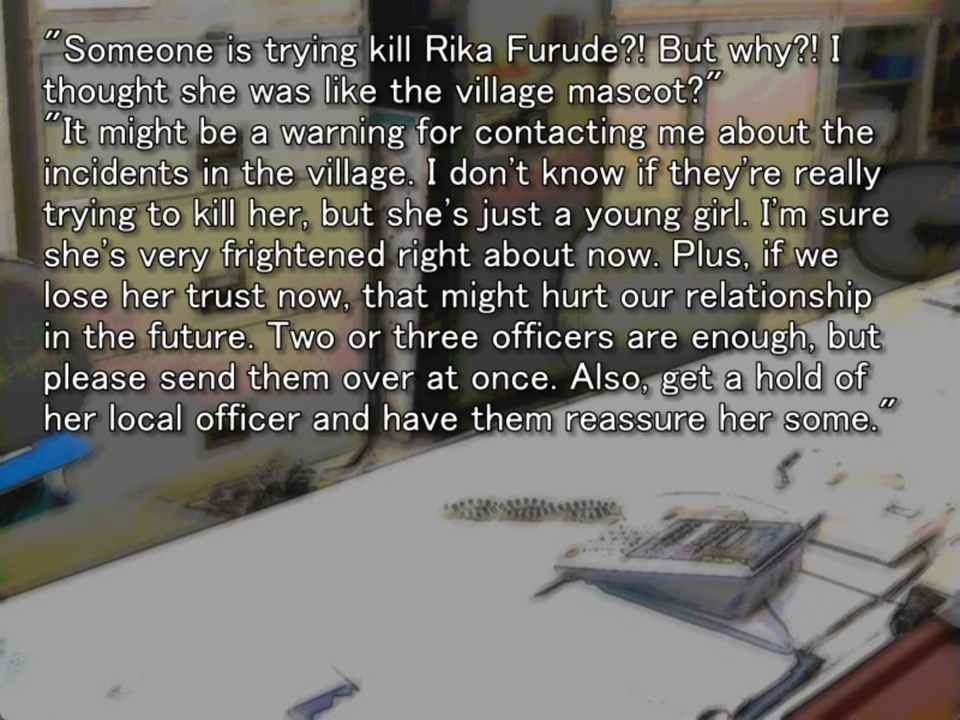 "Someone is trying kill Rika Furude?! But why?! I
thought she was like the village mascot?"
"It might be a warning for contacting me about the
incidents in the village. I don't know if they're really
trying to kill her, but she's just a young girl. I'm sure
she's very frightened right about now. Plus, if we
lose her trust now, that might hurt our relationship
in the future. Two or three officers are enough, but
please send them over at once. Also, get a hold of
her local officer and have them reassure her some."